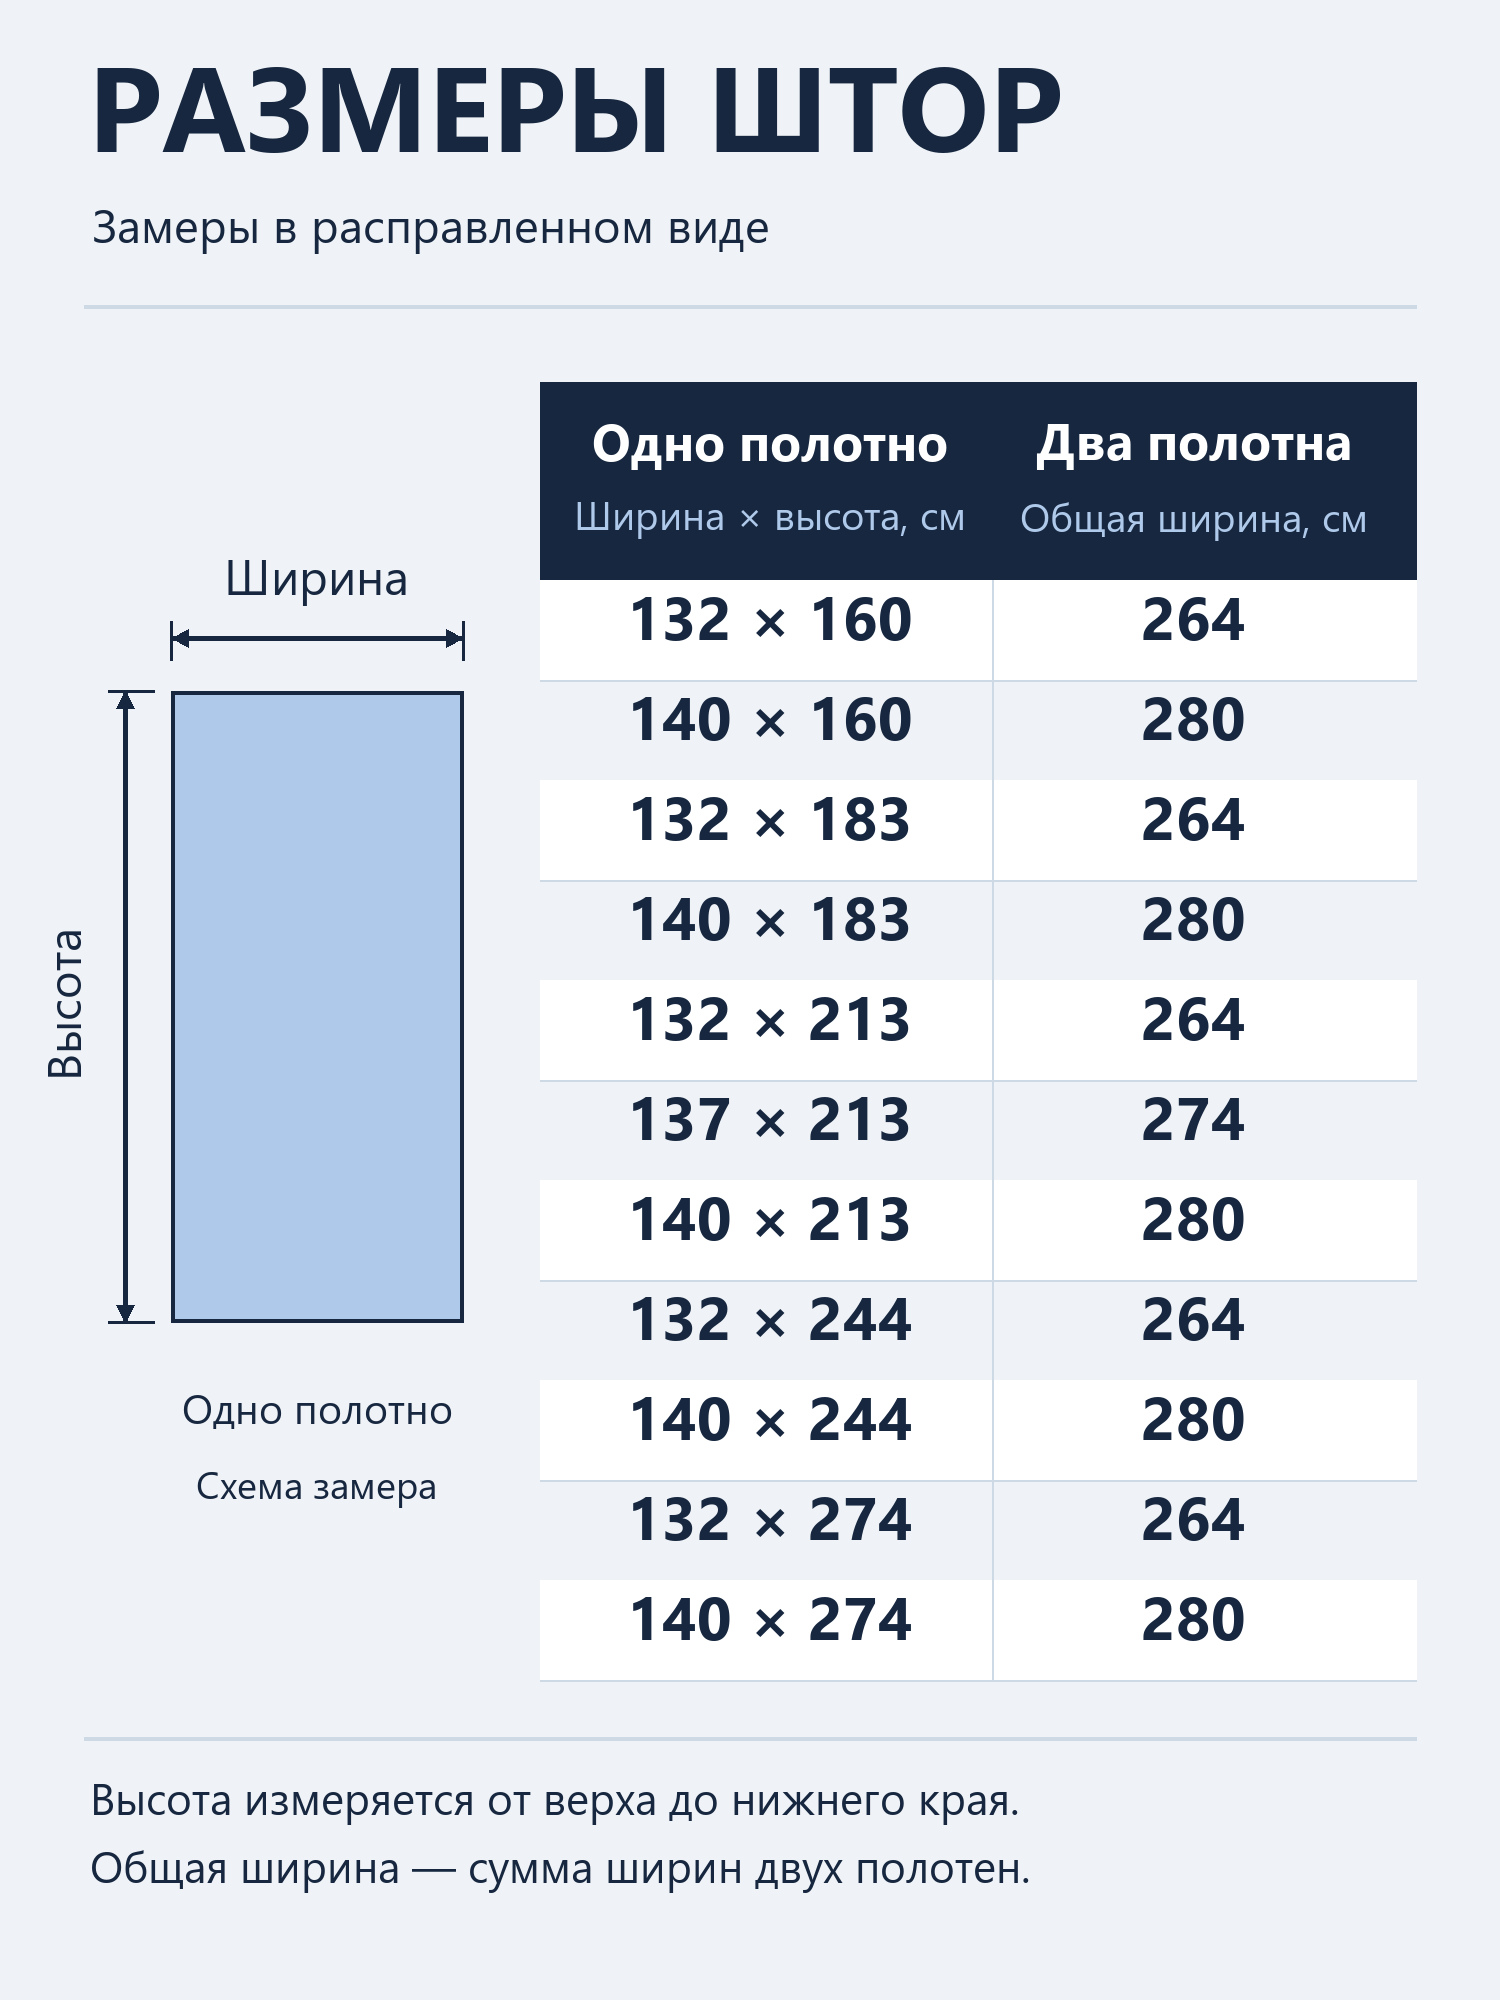 РАЗМЕРЫ ШТОР
Замеры в расправленном виде
Одно полотно Два полотна
Ширина × высота, см Общая ширина, см
132 × 160 264
140 × 160 280
132 × 183 264
140 × 183 280
132 × 213 264
137 × 213 274
140 × 213 280
132 × 244 264
140 × 244 280
132 × 274 264
140 × 274 280
Ширина
Высота
Одно полотно
Схема замера
Высота измеряется от верха до нижнего края.
Общая ширина — сумма ширин двух полотен.